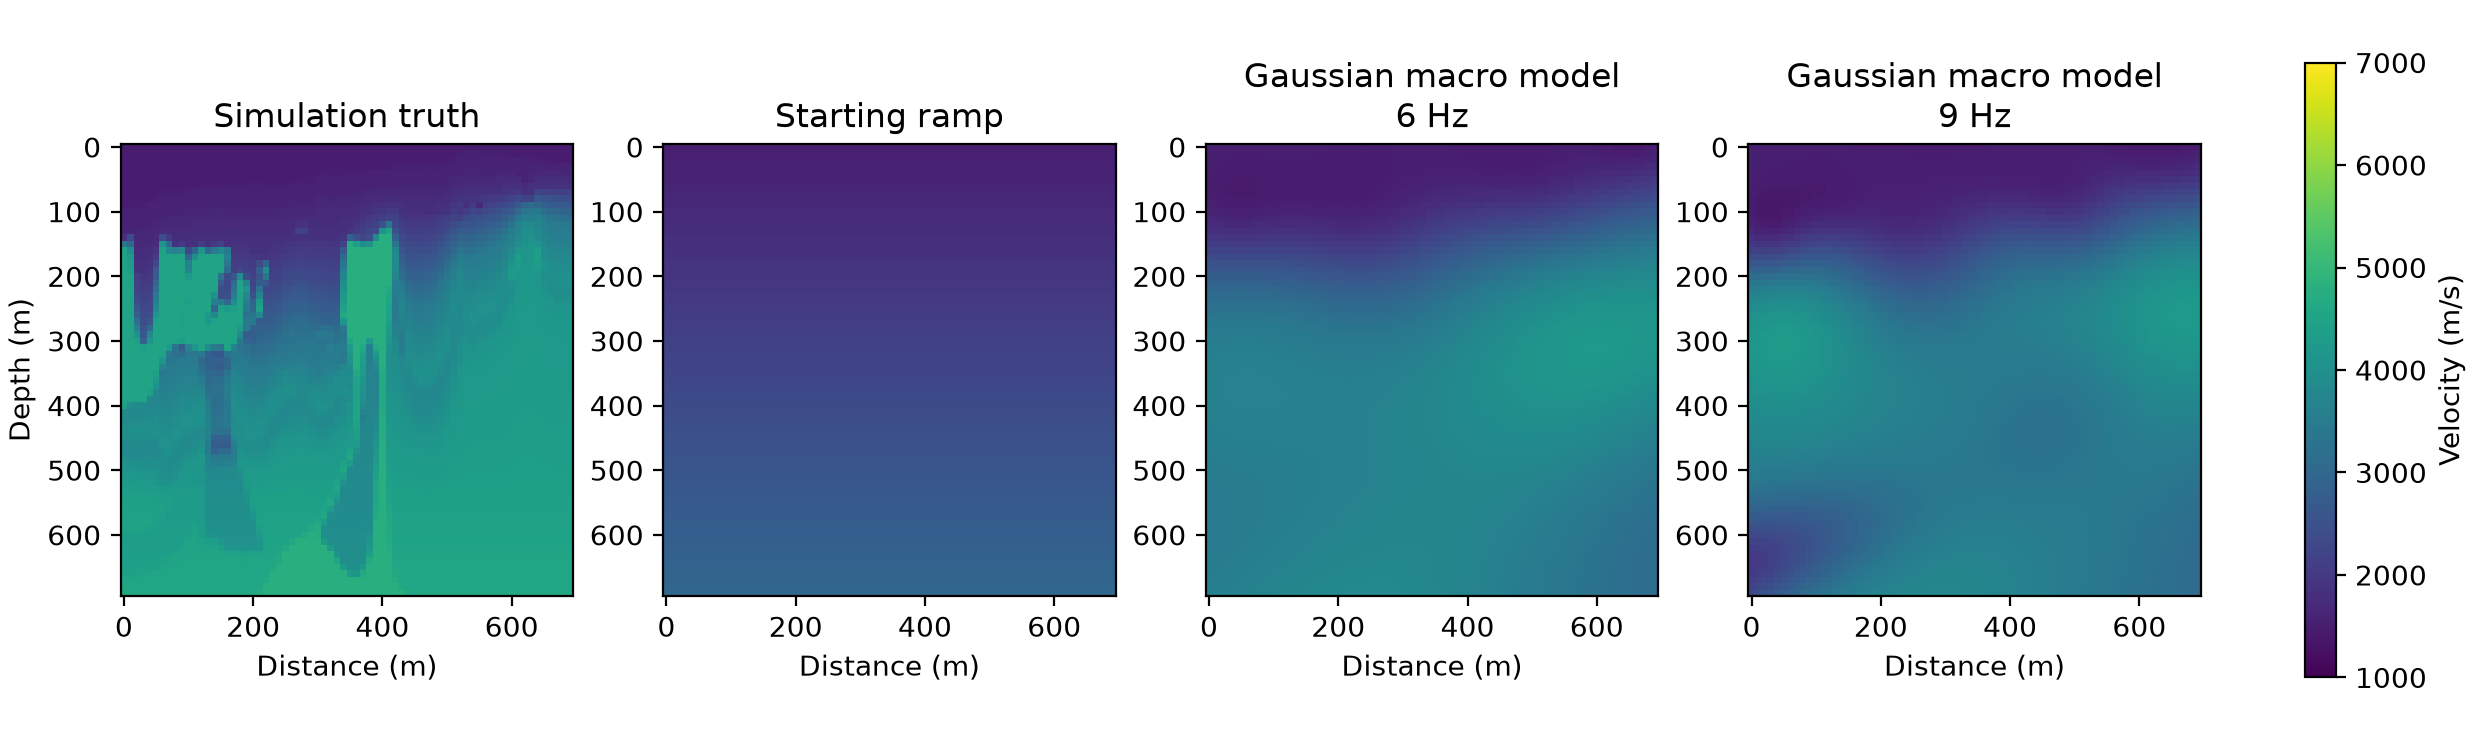 Simulation truth
Starting ramp
Gaussian macro model
6 Hz
Gaussian macro model
9 Hz
Depth (m)
0
100
200
300
400
500
600
0 200 400 600
Distance (m)
0
100
200
300
400
500
600
0 200 400 600
Distance (m)
0
100
200
300
400
500
600
0 200 400 600
Distance (m)
0
100
200
300
400
500
600
0 200 400 600
Distance (m)
7000
6000
5000
4000
3000
2000
1000
Velocity (m/s)